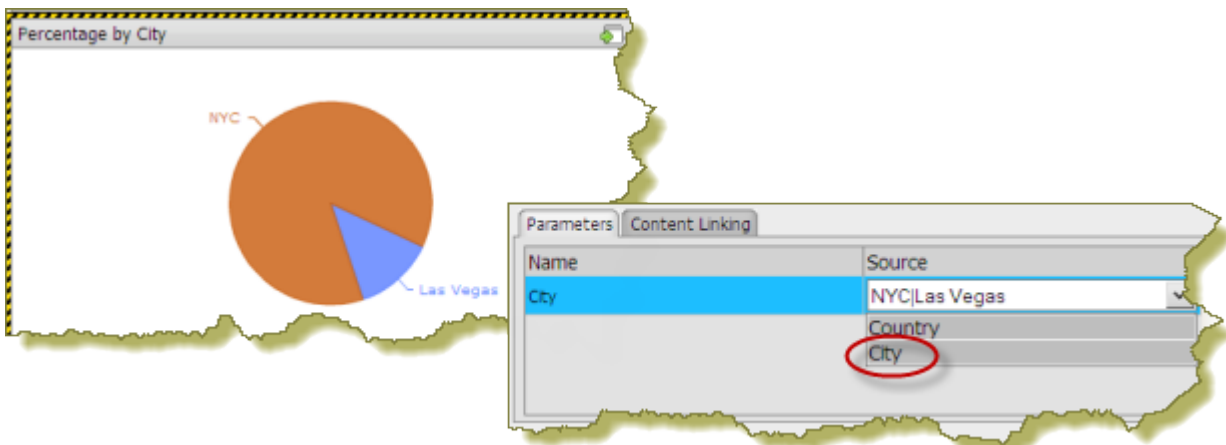 Percentage by City
NYC
Las Vegas
Parameters Content Linking
Name Source
City NYC|Las Vegas
Country
City